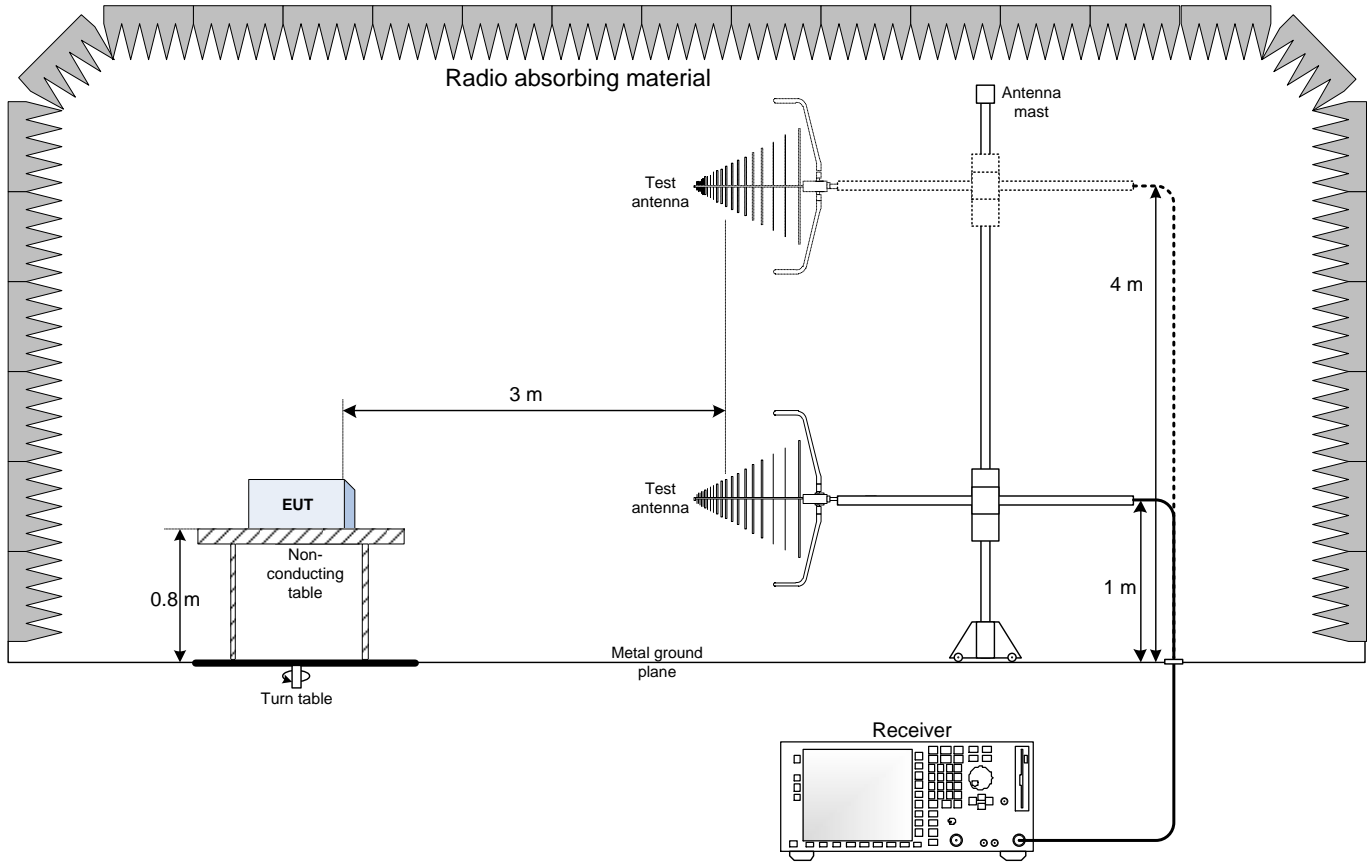 Radio absorbing material
Antenna
mast
Test
antenna
4 m
3 m
Test
antenna
EUT
Non-
conducting
table
0.8 m
1 m
Metal ground
plane
Turn table
Receiver